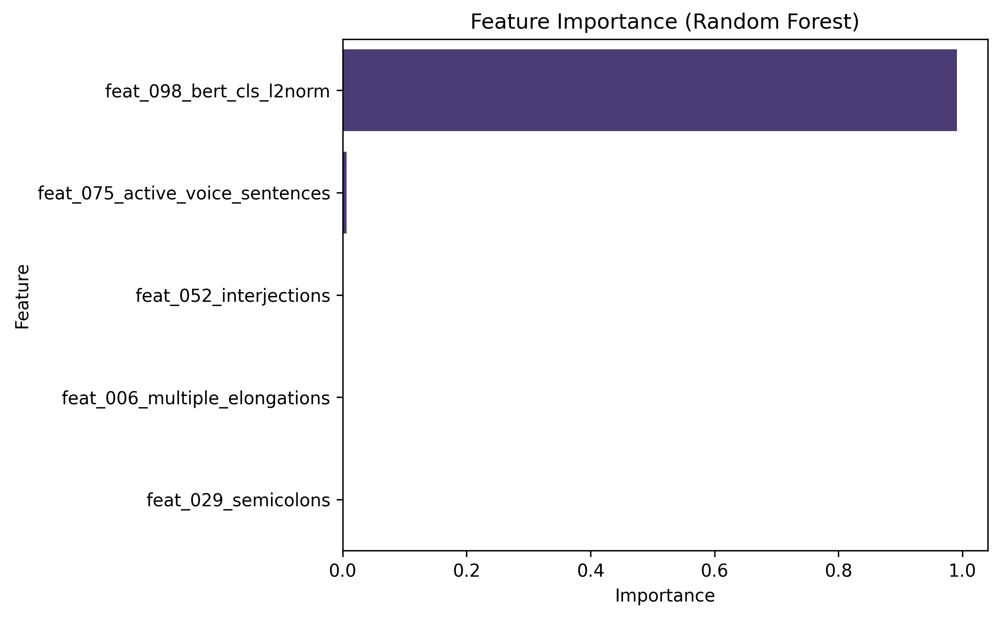 Feature Importance (Random Forest)
feat_098_bert_cls_l2norm
feat_075_active_voice_sentences
feat_052_interjections
feat_006_multiple_elongations
feat_029_semicolons
Feature
0.0 0.2 0.4 0.6 0.8 1.0
Importance